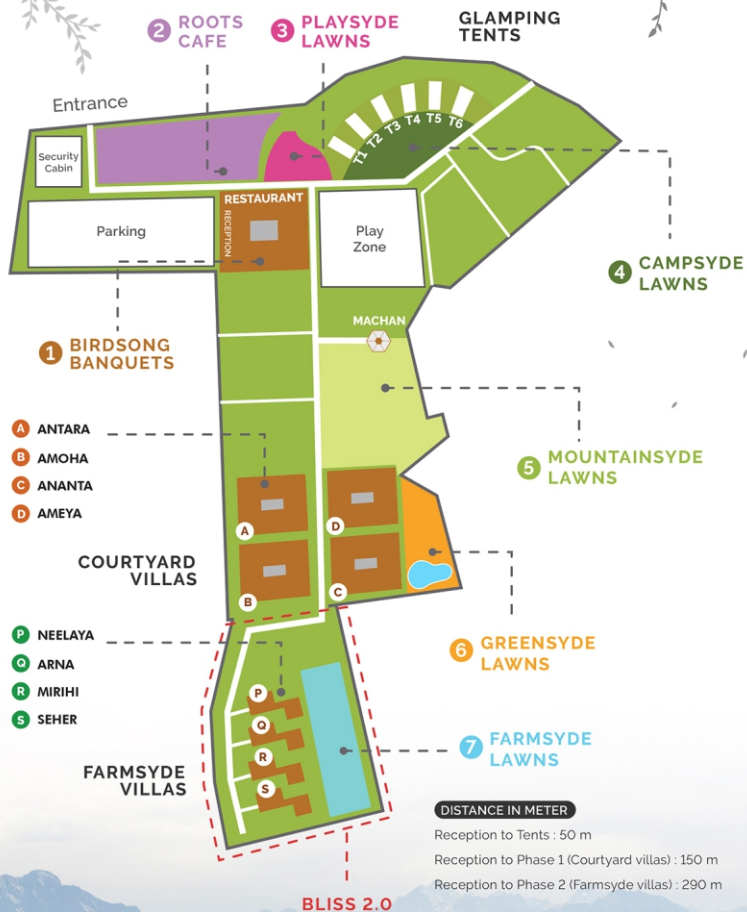 2 ROOTS
CAFE
3 PLAYSYDE
LAWNS
GLAMPING
TENTS
Entrance
Security
Cabin
T1
T2
T3
T4
T5
T6
RESTAURANT
RECEPTION
Parking
Play
Zone
4 CAMPSYDE
LAWNS
1 BIRDSONG
BANQUETS
MACHAN
A ANTARA
B AMOHA
C ANANTA
D AMEYA
5 MOUNTAINSYDE
LAWNS
A
D
B
C
COURTYARD
VILLAS
P NEELAYA
Q ARNA
R MIRIHI
S SEHER
6 GREENSYDE
LAWNS
P
Q
R
S
7 FARMSYDE
LAWNS
FARMSYDE
VILLAS
DISTANCE IN METER
Reception to Tents : 50 m
Reception to Phase 1 (Courtyard villas) : 150 m
Reception to Phase 2 (Farmsyde villas) : 290 m
BLISS 2.0